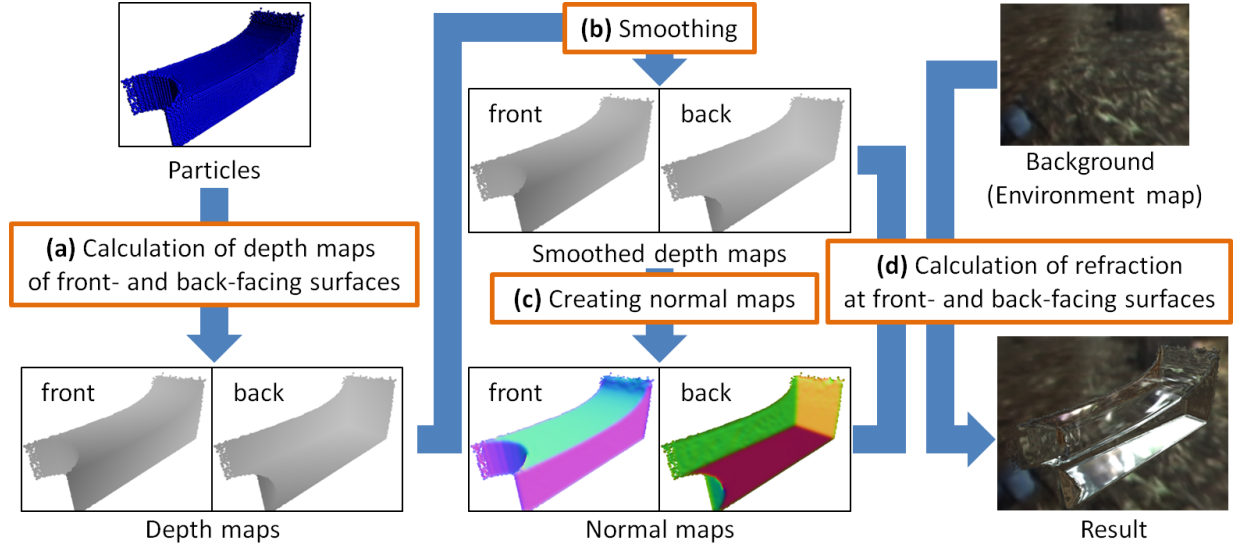 Particles
(a) Calculation of depth maps
of front- and back-facing surfaces
front
back
Depth maps
(b) Smoothing
front
back
Smoothed depth maps
(c) Creating normal maps
front
back
Normal maps
Background
(Environment map)
(d) Calculation of refraction
at front- and back-facing surfaces
Result